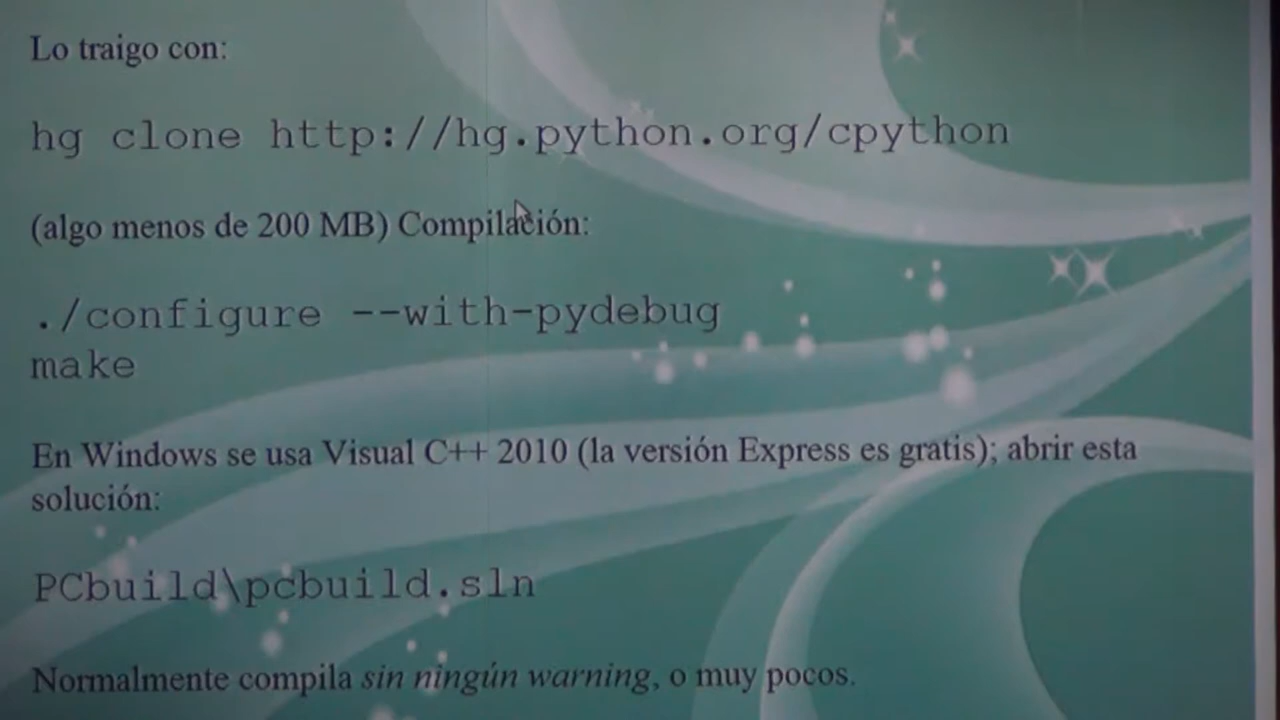 Lo traigo con:
hg clone http://hg.python.org/cpython
(algo menos de 200 MB) Compilación:
./configure --with-pydebug
make
En Windows se usa Visual C++ 2010 (la versión Express es gratis); abrir esta
solución:
PCbuild\pcbuild.sln
Normalmente compila sin ningún warning, o muy pocos.